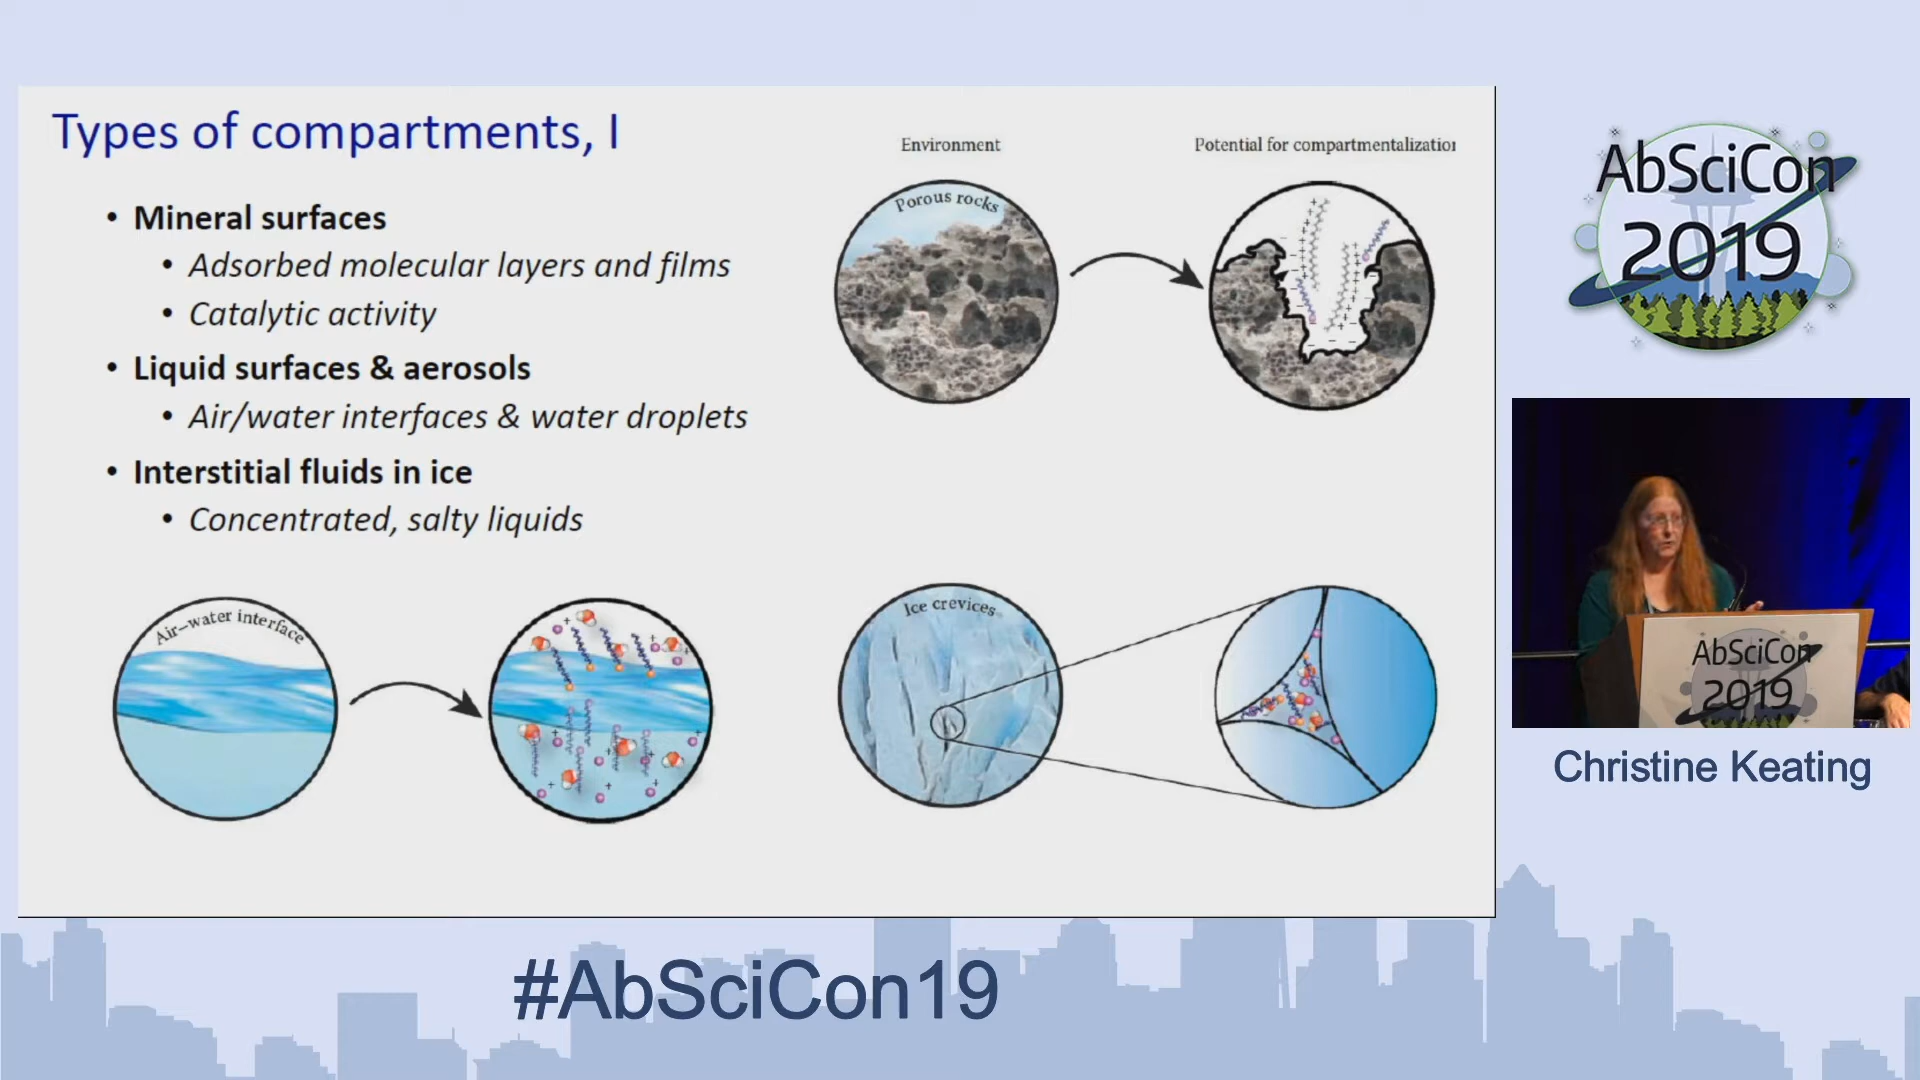 Types of compartments, I
• Mineral surfaces
• Adsorbed molecular layers and films
• Catalytic activity
• Liquid surfaces & aerosols
• Air/water interfaces & water droplets
• Interstitial fluids in ice
• Concentrated, salty liquids
Environment
Potential for compartmentalization
Porous rocks
Air–water interface
Ice crevices
AbSciCon
2019
AbSciCon
2019
Christine Keating
#AbSciCon19